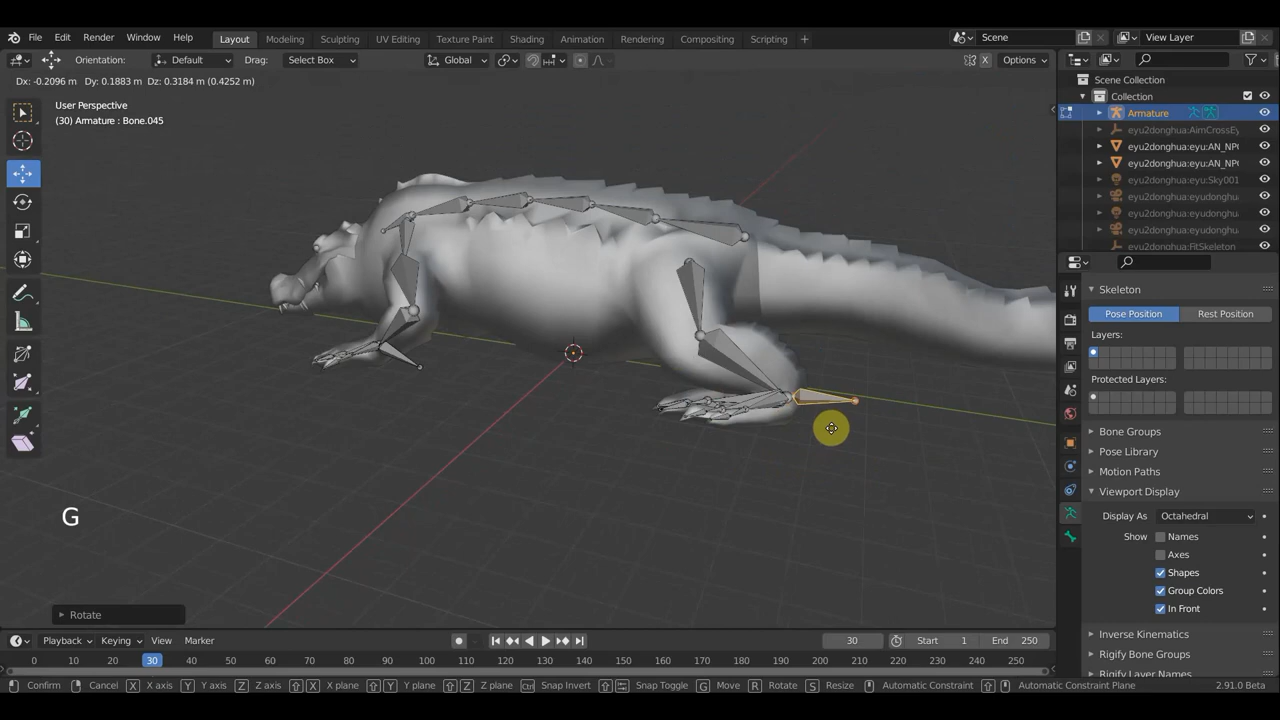 File Edit Render Window Help Layout Modeling Sculpting UV Editing Texture Paint Shading Animation Rendering Compositing Scripting + Scene View Layer
Orientation: Default Drag: Select Box Global X Options
Dx: -0.2096 m Dy: 0.1883 m Dz: 0.3184 m (0.4252 m)
User Perspective
(30) Armature : Bone.045
Scene Collection
Collection
Armature
eyu2donghua:AimCrossEy
eyu2donghua:eyu:AN_NP
eyu2donghua:eyu:AN_NP
eyu2donghua:eyu:Sky001
eyu2donghua:eyudonghua
eyu2donghua:eyudonghua
eyu2donghua:eyudonghua
eyu2donghua:FitSkeleton
Skeleton
Pose Position Rest Position
Layers:
Protected Layers:
Bone Groups
Pose Library
Motion Paths
Viewport Display
Display As Octahedral
Show Names
Axes
Shapes
Group Colors
In Front
Inverse Kinematics
Rigify Bone Groups
Rigify Layer Names
G
Rotate
Playback Keying View Marker 30 Start 1 End 250
0 10 20 30 40 50 60 70 80 90 100 110 120 130 140 150 160 170 180 190 200 210 220 230 240 250
Confirm Cancel X X axis Y Y axis Z Z axis X X plane Y Y plane Z Z plane Ctrl Snap Invert Snap Toggle G Move R Rotate S Resize Automatic Constraint Automatic Constraint Plane 2.91.0 Beta